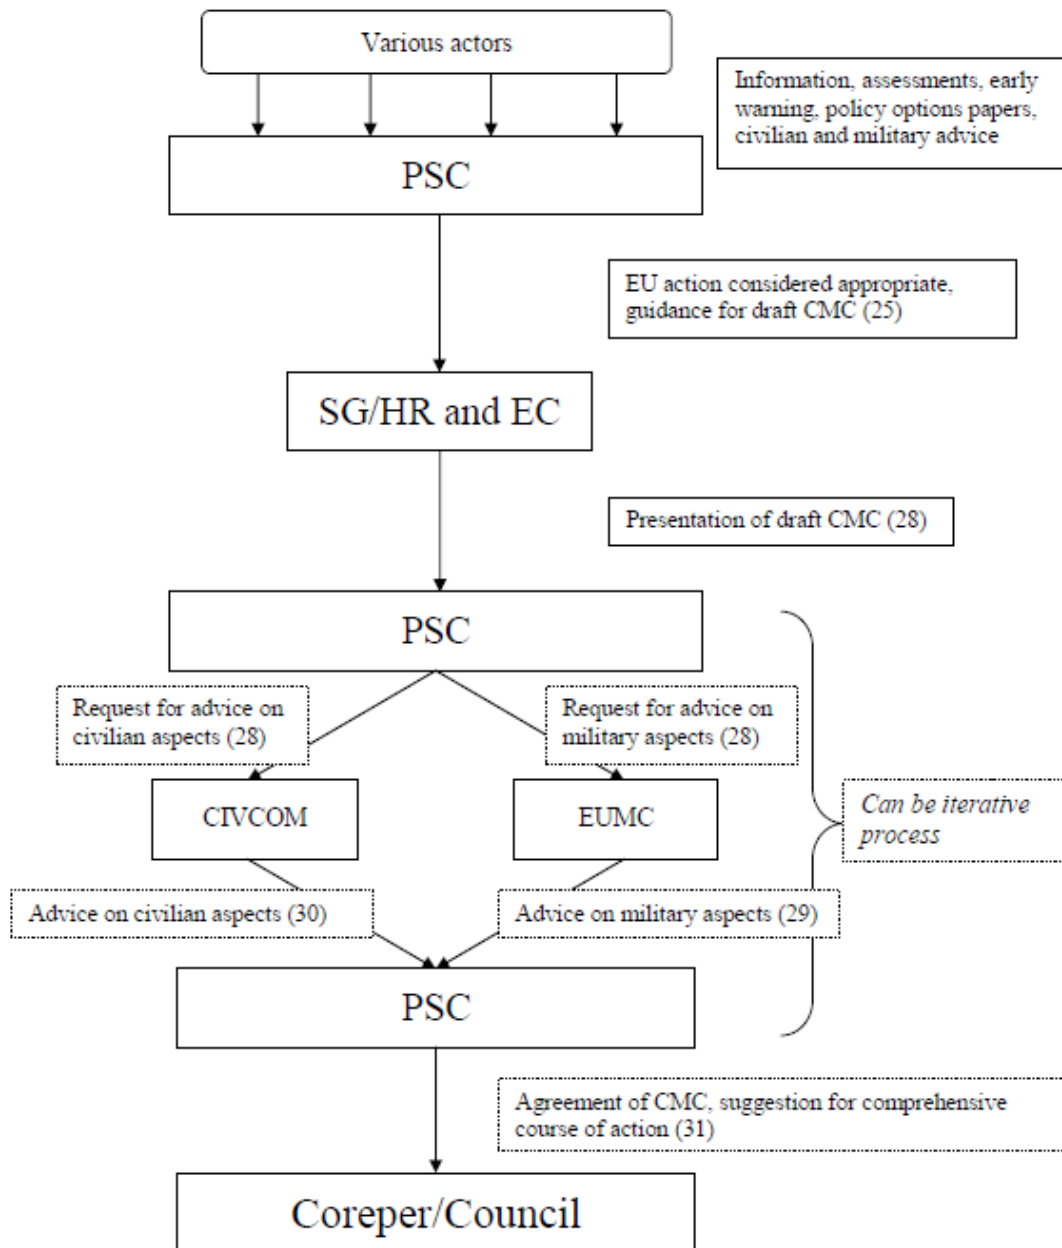 Various actors
Information, assessments, early
warning, policy options papers,
civilian and military advice
PSC
EU action considered appropriate,
guidance for draft CMC (25)
SG/HR and EC
Presentation of draft CMC (28)
PSC
Request for advice on
civilian aspects (28)
Request for advice on
military aspects (28)
CIVCOM
EUMC
Can be iterative
process
Advice on civilian aspects (30)
Advice on military aspects (29)
PSC
Agreement of CMC, suggestion for comprehensive
course of action (31)
Coreper/Council